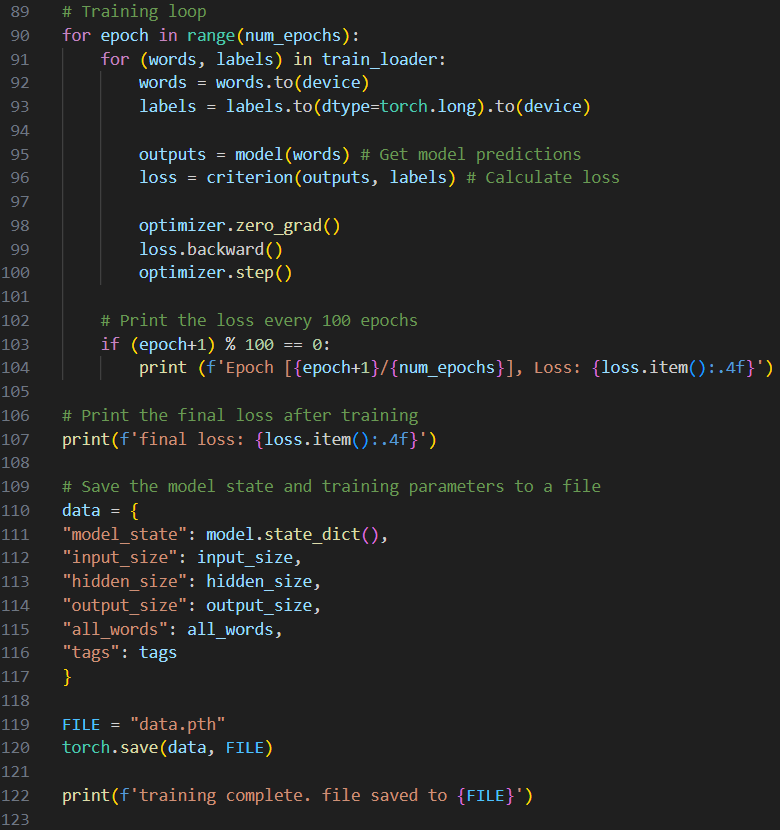 89 # Training loop
90 for epoch in range(num_epochs):
91     for (words, labels) in train_loader:
92         words = words.to(device)
93         labels = labels.to(dtype=torch.long).to(device)
94
95         outputs = model(words) # Get model predictions
96         loss = criterion(outputs, labels) # Calculate loss
97
98         optimizer.zero_grad()
99         loss.backward()
100         optimizer.step()
101
102     # Print the loss every 100 epochs
103     if (epoch+1) % 100 == 0:
104         print (f'Epoch [{epoch+1}/{num_epochs}], Loss: {loss.item():.4f}')
105
106 # Print the final loss after training
107 print(f'final loss: {loss.item():.4f}')
108
109 # Save the model state and training parameters to a file
110 data = {
111 "model_state": model.state_dict(),
112 "input_size": input_size,
113 "hidden_size": hidden_size,
114 "output_size": output_size,
115 "all_words": all_words,
116 "tags": tags
117 }
118
119 FILE = "data.pth"
120 torch.save(data, FILE)
121
122 print(f'training complete. file saved to {FILE}')
123